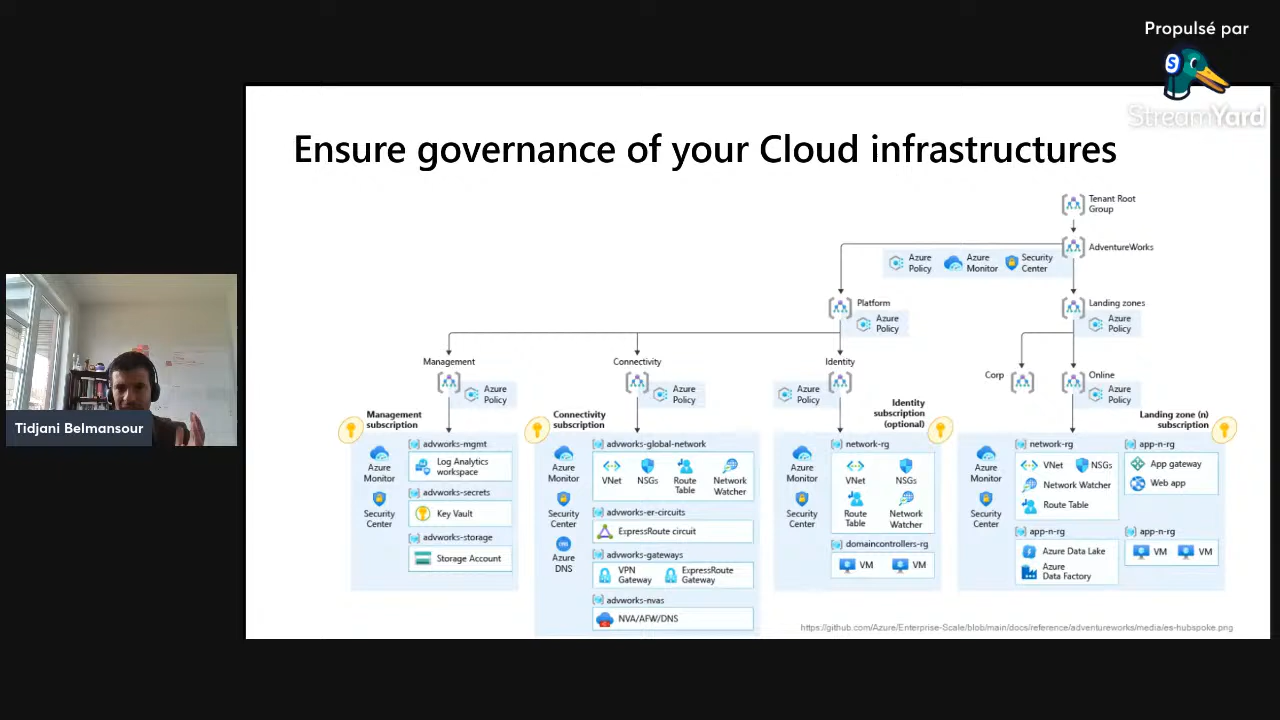 Propulsé par
StreamYard
Ensure governance of your Cloud infrastructures
Tenant Root
Group
AdventureWorks
Azure
Policy
Azure
Monitor
Security
Center
Platform
Azure
Policy
Landing zones
Azure
Policy
Management
Azure
Policy
Connectivity
Azure
Policy
Identity
Azure
Policy
Corp
Online
Azure
Policy
Management
subscription
Azure
Monitor
Security
Center
advworks-mgmt
Log Analytics
workspace
advworks-secrets
Key Vault
advworks-storage
Storage Account
Connectivity
subscription
Azure
Monitor
Security
Center
Azure
DNS
advworks-global-network
VNet
NSGs
Route
Table
Network
Watcher
advworks-er-circuits
ExpressRoute circuit
advworks-gateways
VPN
Gateway
ExpressRoute
Gateway
advworks-nvas
NVA/AFW/DNS
Identity
subscription
(optional)
Azure
Monitor
Security
Center
network-rg
VNet
NSGs
Route
Table
Network
Watcher
domaincontrollers-rg
VM
VM
Landing zone (n)
subscription
Azure
Monitor
Security
Center
network-rg
VNet
NSGs
Network Watcher
Route Table
app-n-rg
App gateway
Web app
app-n-rg
Azure Data Lake
Azure
Data Factory
app-n-rg
VM
VM
https://github.com/Azure/Enterprise-Scale/blob/main/docs/reference/adventureworks/media/es-hubspoke.png
Tidjani Belmansour